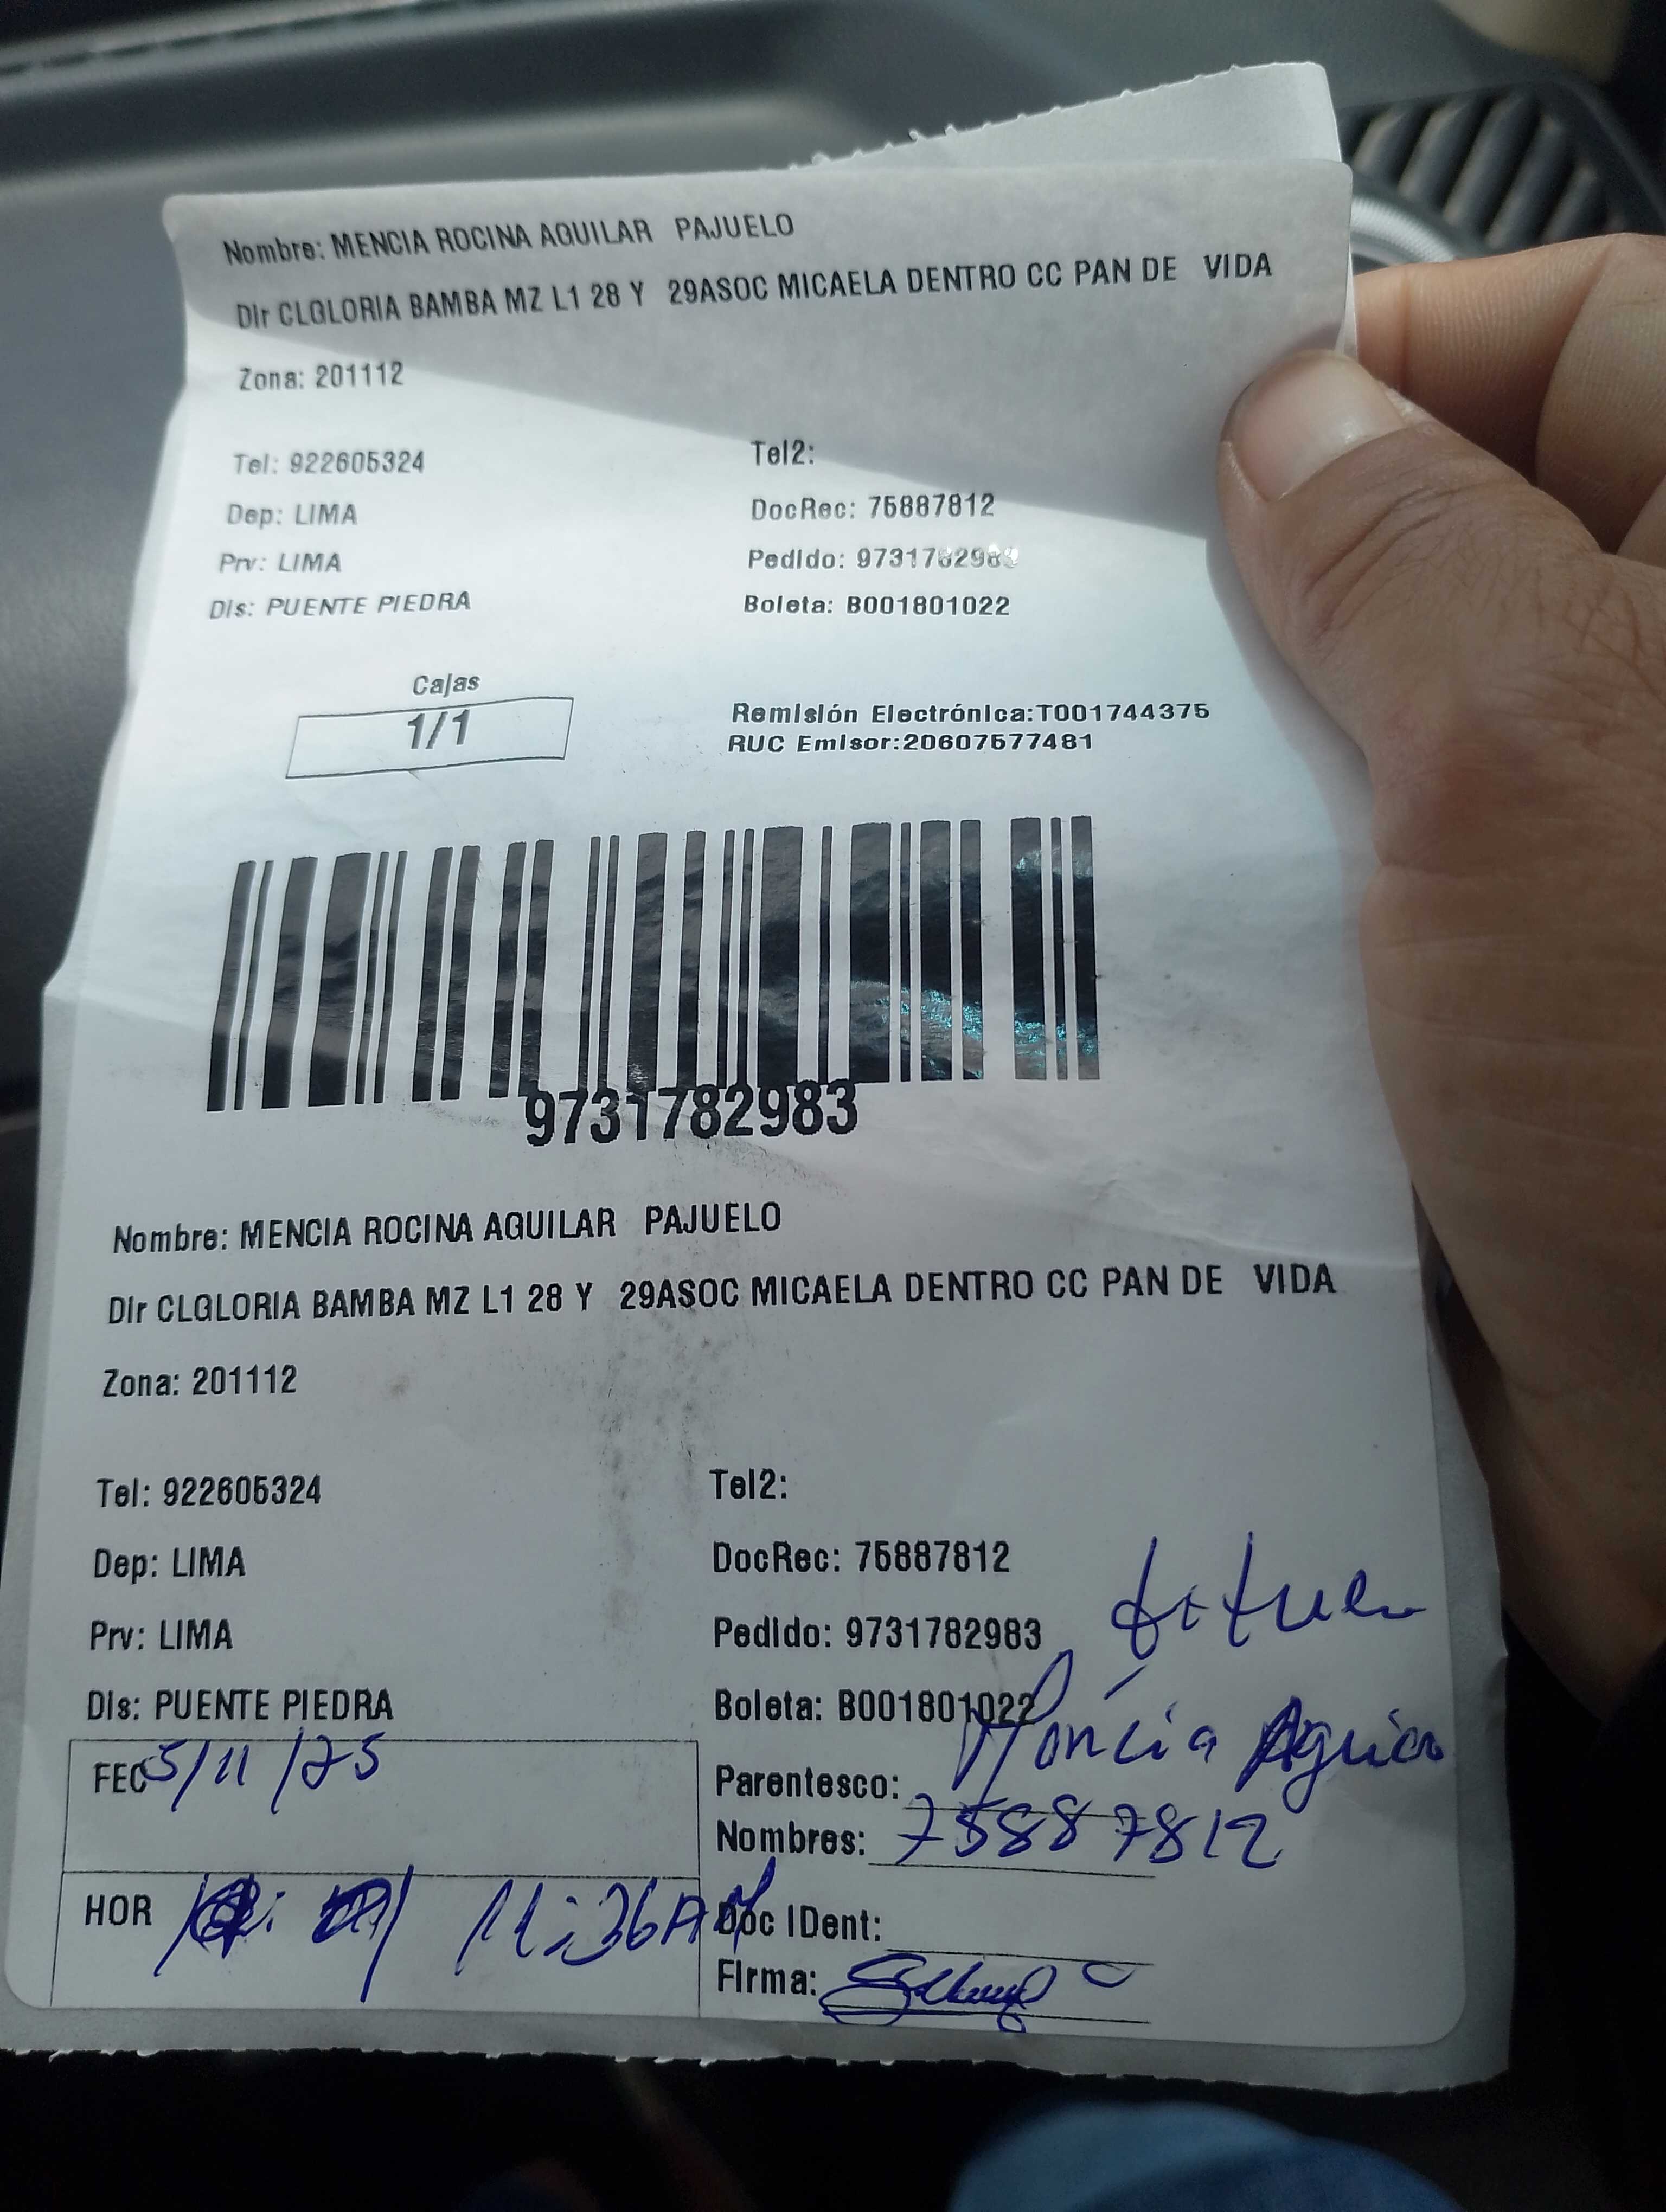 Nombre: MENCIA ROCINA AGUILAR PAJUELO
Dir CLGLORIA BAMBA MZ L1 28 Y 29ASOC MICAELA DENTRO CC PAN DE VIDA
Zona: 201112
Tel: 922605324 Tel2:
Dep: LIMA DocRec: 75887812
Prv: LIMA Pedido: 9731782983
Dis: PUENTE PIEDRA Boleta: B001801022
Cajas
1/1
Remisión Electrónica:T001744375
RUC Emisor:20607577481
9731782983
Nombre: MENCIA ROCINA AGUILAR PAJUELO
Dir CLGLORIA BAMBA MZ L1 28 Y 29ASOC MICAELA DENTRO CC PAN DE VIDA
Zona: 201112
Tel: 922605324 Tel2:
Dep: LIMA DocRec: 75887812
Prv: LIMA Pedido: 9731782983
Dis: PUENTE PIEDRA Boleta: B001801022
FEC 5/11/25 Parentesco:
Nombres: 75887812
HOR 11:36AM Doc IDent:
Firma: